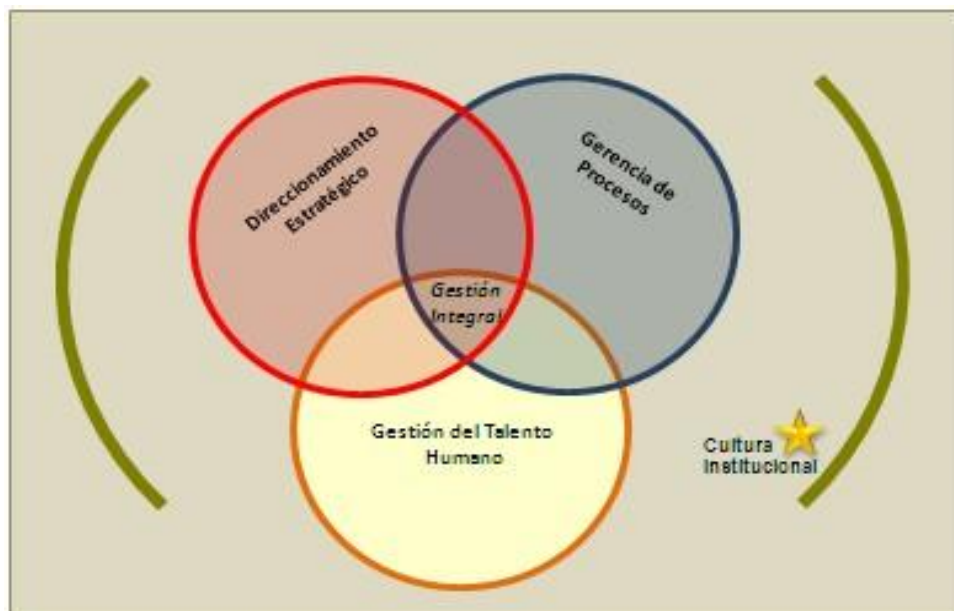 Direccionamiento
Estratégico
Gerencia de
Procesos
Gestión
Integral
Gestión del Talento
Humano
Cultura
Institucional